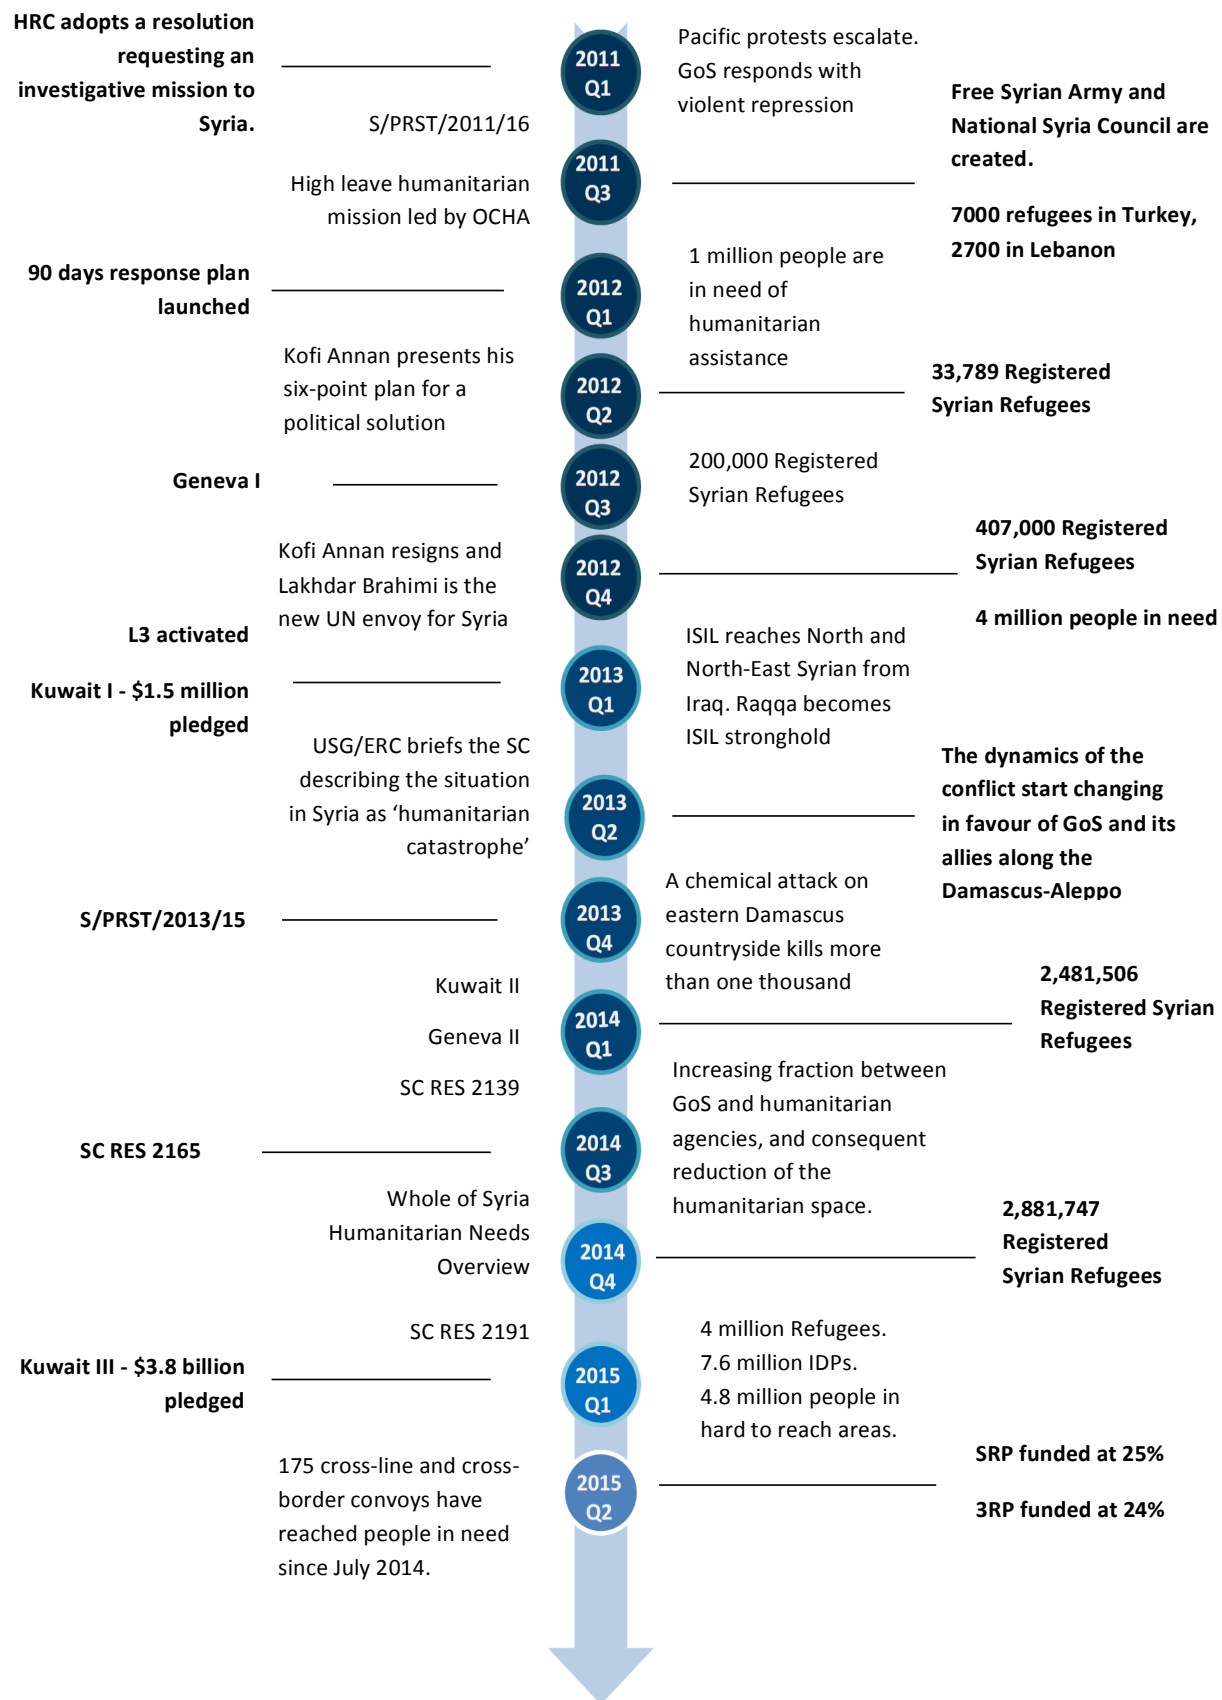 HRC adopts a resolution
requesting an
investigative mission to
Syria.
2011
Q1
Pacific protests escalate.
GoS responds with
violent repression
S/PRST/2011/16
High leave humanitarian
mission led by OCHA
2011
Q3
Free Syrian Army and
National Syria Council are
created.
7000 refugees in Turkey,
2700 in Lebanon
90 days response plan
launched
2012
Q1
1 million people are
in need of
humanitarian
assistance
Kofi Annan presents his
six-point plan for a
political solution
2012
Q2
33,789 Registered
Syrian Refugees
Geneva I
2012
Q3
200,000 Registered
Syrian Refugees
Kofi Annan resigns and
Lakhdar Brahimi is the
new UN envoy for Syria
2012
Q4
407,000 Registered
Syrian Refugees
4 million people in need
L3 activated
Kuwait I - $1.5 million
pledged
2013
Q1
ISIL reaches North and
North-East Syrian from
Iraq. Raqqa becomes
ISIL stronghold
USG/ERC briefs the SC
describing the situation
in Syria as ‘humanitarian
catastrophe’
2013
Q2
The dynamics of the
conflict start changing
in favour of GoS and its
allies along the
Damascus-Aleppo
S/PRST/2013/15
2013
Q4
A chemical attack on
eastern Damascus
countryside kills more
than one thousand
Kuwait II
Geneva II
SC RES 2139
2014
Q1
2,481,506
Registered Syrian
Refugees
SC RES 2165
2014
Q3
Increasing fraction between
GoS and humanitarian
agencies, and consequent
reduction of the
humanitarian space.
Whole of Syria
Humanitarian Needs
Overview
SC RES 2191
2014
Q4
2,881,747
Registered
Syrian Refugees
Kuwait III - $3.8 billion
pledged
2015
Q1
4 million Refugees.
7.6 million IDPs.
4.8 million people in
hard to reach areas.
175 cross-line and cross-
border convoys have
reached people in need
since July 2014.
2015
Q2
SRP funded at 25%
3RP funded at 24%